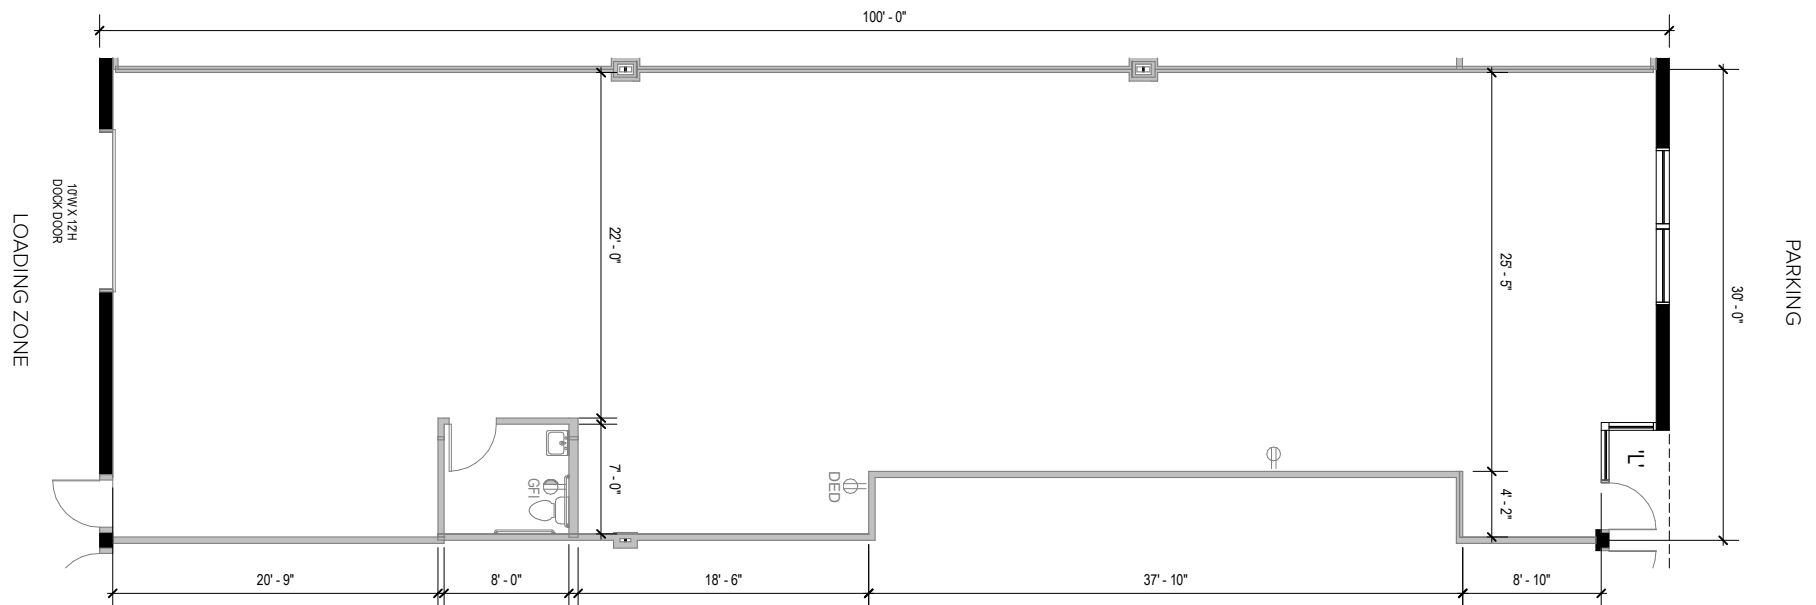 100' - 0"
10'W X 12'H
DOCK DOOR
LOADING ZONE
PARKING
30' - 0"
22' - 0"
25' - 5"
'L'
7' - 0"
GFI
DED
4' - 2"
20' - 9"
8' - 0"
18' - 6"
37' - 10"
8' - 10"